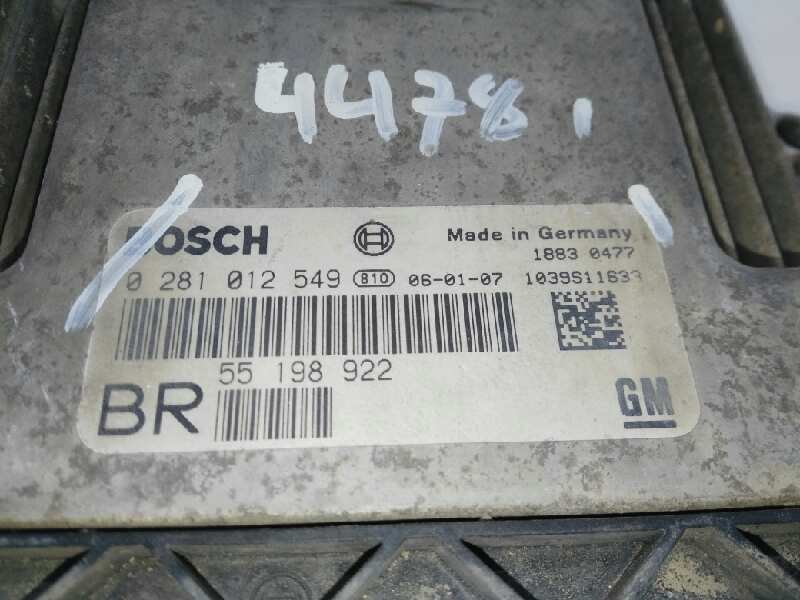 4478,
BOSCH
Made in Germany
1883 0477
0 281 012 549 B10 06-01-07 1039S11633
55 198 922
BR
GM